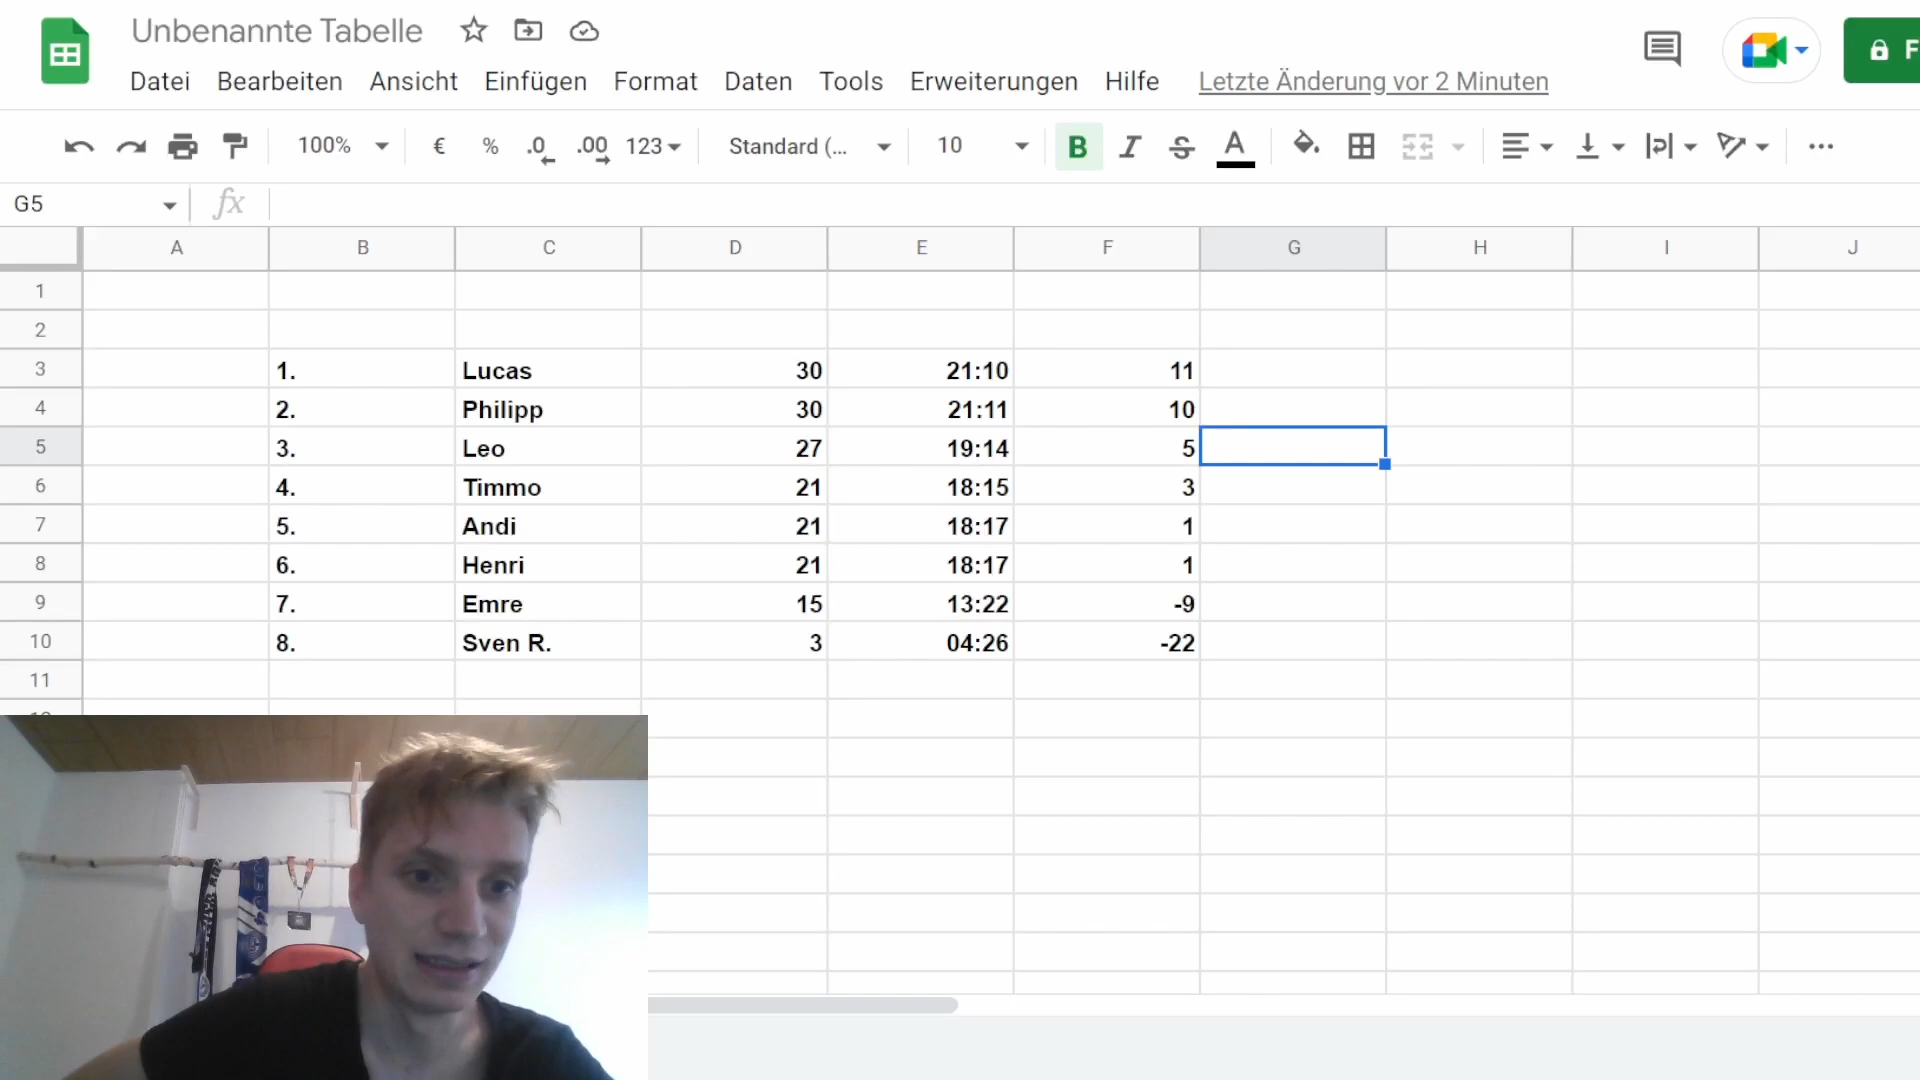 Unbenannte Tabelle
Datei Bearbeiten Ansicht Einfügen Format Daten Tools Erweiterungen Hilfe Letzte Änderung vor 2 Minuten
100% € % .0 .00 123 Standard (... 10 B I S A
G5 fx
A B C D E F G H I J
1
2
3 1. Lucas 30 21:10 11
4 2. Philipp 30 21:11 10
5 3. Leo 27 19:14 5
6 4. Timmo 21 18:15 3
7 5. Andi 21 18:17 1
8 6. Henri 21 18:17 1
9 7. Emre 15 13:22 -9
10 8. Sven R. 3 04:26 -22
11